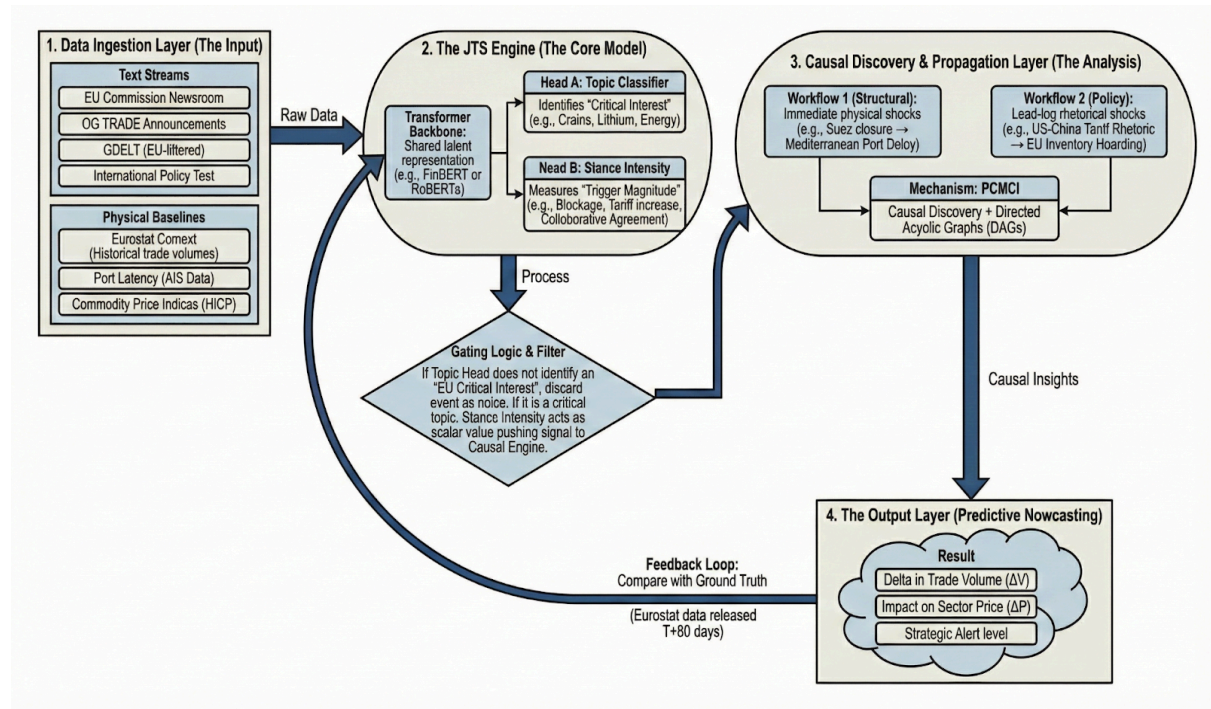 1. Data Ingestion Layer (The Input)
Text Streams
EU Commission Newsroom
OG TRADE Announcements
GDELT (EU-liltered)
International Policy Test
Physical Baselines
Eurostat Comext
(Historical trade volumes)
Port Latency (AIS Data)
Commodity Price Indicas (HICP)
Raw Data
2. The JTS Engine (The Core Model)
Transformer
Backbone:
Shared latent
representation
(e.g., FinBERT or
RoBERTs)
Head A: Topic Classifier
Identifies "Critical Interest"
(e.g., Crains, Lithium, Energy)
Nead B: Stance Intensity
Measures "Trigger Magnitude"
(e.g., Blockage, Tariff increase,
Colloborative Agreement)
Process
Gating Logic & Filter
If Topic Head does not identify an
"EU Critical Interest", discard
event as noise. If it is a critical
topic. Stance Intensity acts as
scalar value pushing signal to
Causal Engine.
3. Causal Discovery & Propagation Layer (The Analysis)
Workflow 1 (Structural):
Immediate physical shocks
(e.g., Suez closure →
Mediterranean Port Deloy)
Workflow 2 (Policy):
Lead-log rhetorical shocks
(e.g., US-China Tantf Rhetoric
→ EU Inventory Hoarding)
Mechanism: PCMCI
Causal Discovery + Directed
Acyolic Graphs (DAGs)
Causal Insights
4. The Output Layer (Predictive Nowcasting)
Result
Delta in Trade Volume (ΔV)
Impact on Sector Price (ΔP)
Strategic Alert level
Feedback Loop:
Compare with Ground Truth
(Eurostat data released
T+80 days)